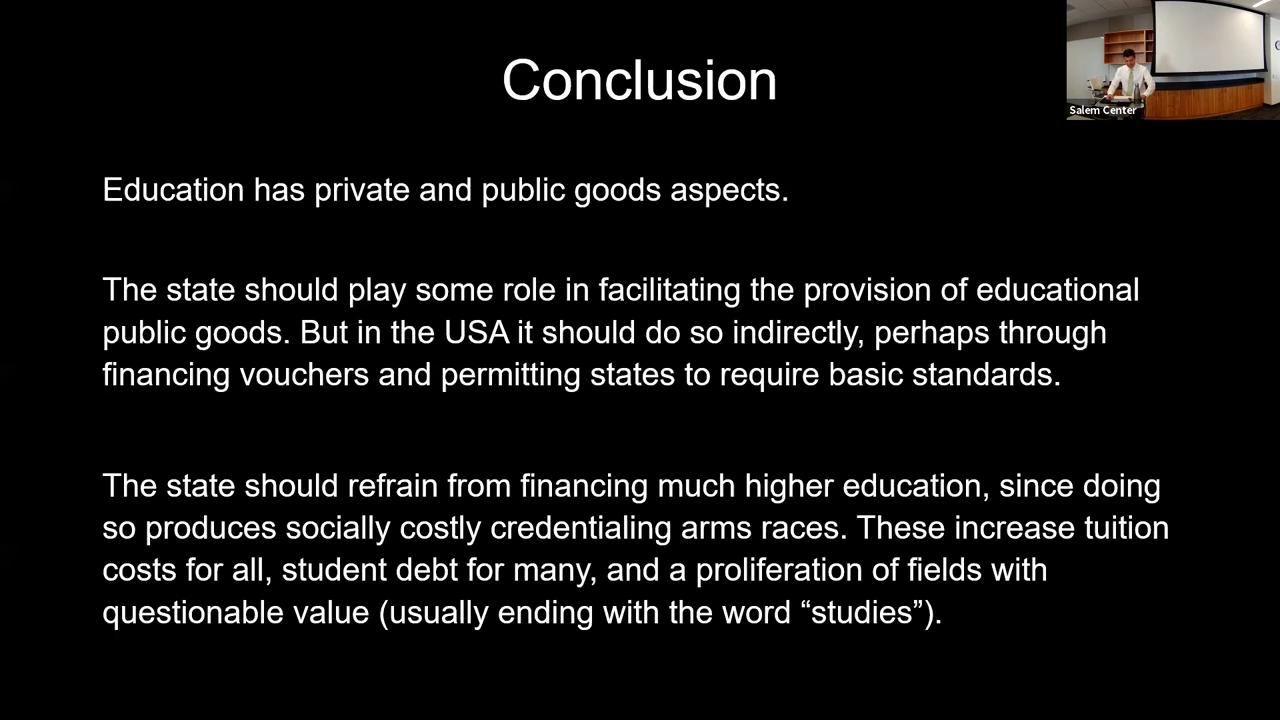 Conclusion
Salem Center
Education has private and public goods aspects.
The state should play some role in facilitating the provision of educational
public goods. But in the USA it should do so indirectly, perhaps through
financing vouchers and permitting states to require basic standards.
The state should refrain from financing much higher education, since doing
so produces socially costly credentialing arms races. These increase tuition
costs for all, student debt for many, and a proliferation of fields with
questionable value (usually ending with the word “studies”).